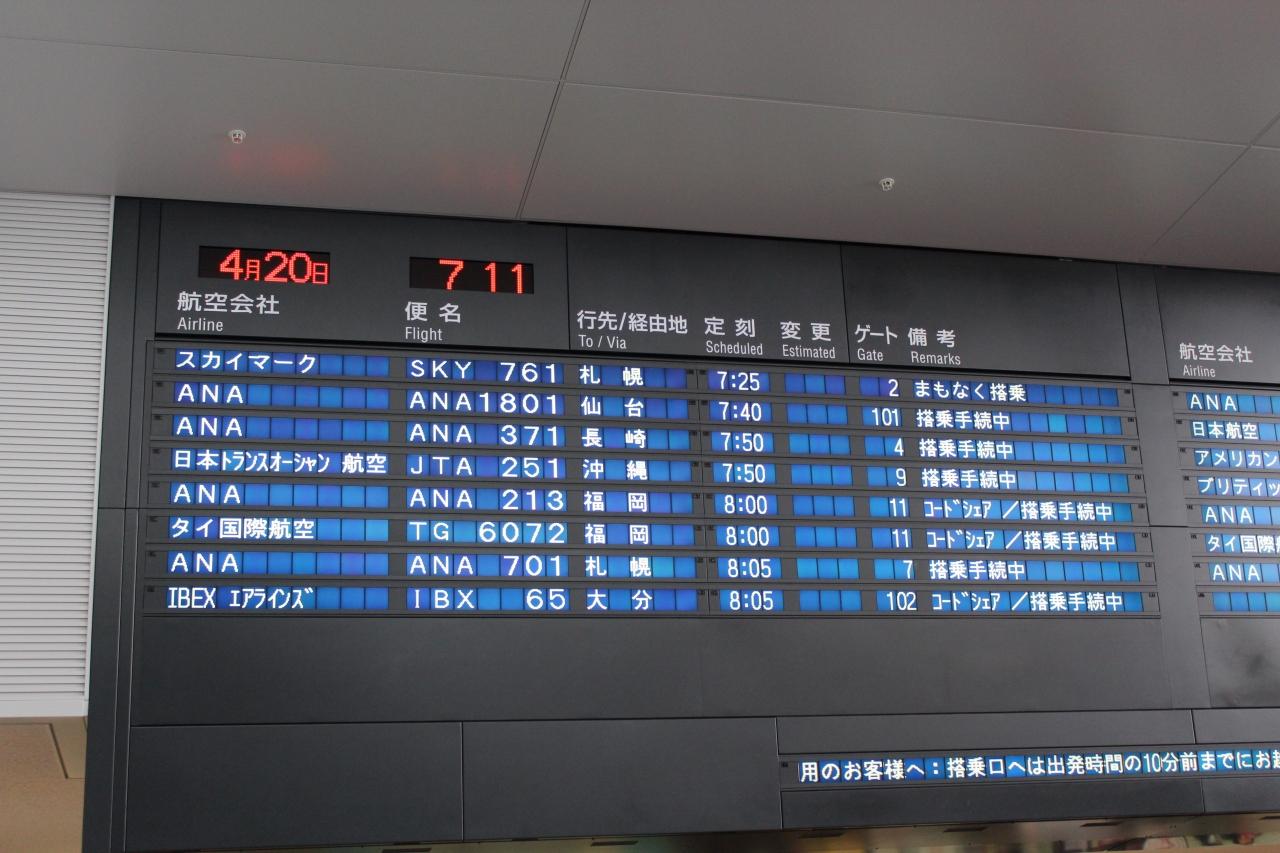 4月20日 7 11
航空会社 便名 行先/経由地 定刻 変更 ゲート 備考 航空会社
Airline Flight To / Via Scheduled Estimated Gate Remarks Airline
スカイマーク SKY 761 札幌 7:25 2 まもなく搭乗
ANA ANA1801 仙台 7:40 101 搭乗手続中
ANA ANA 371 長崎 7:50 4 搭乗手続中
日本トランスオーシャン航空 JTA 251 沖縄 7:50 9 搭乗手続中
ANA ANA 213 福岡 8:00 11 コードシェア／搭乗手続中
タイ国際航空 TG 6072 福岡 8:00 11 コードシェア／搭乗手続中
ANA ANA 701 札幌 8:05 7 搭乗手続中
IBEX エアラインズ IBX 65 大分 8:05 102 コードシェア／搭乗手続中
ANA
日本航空
アメリカン
ブリティッ
ANA
タイ国際
ANA
用のお客様へ：搭乗口へは出発時間の10分前までにお